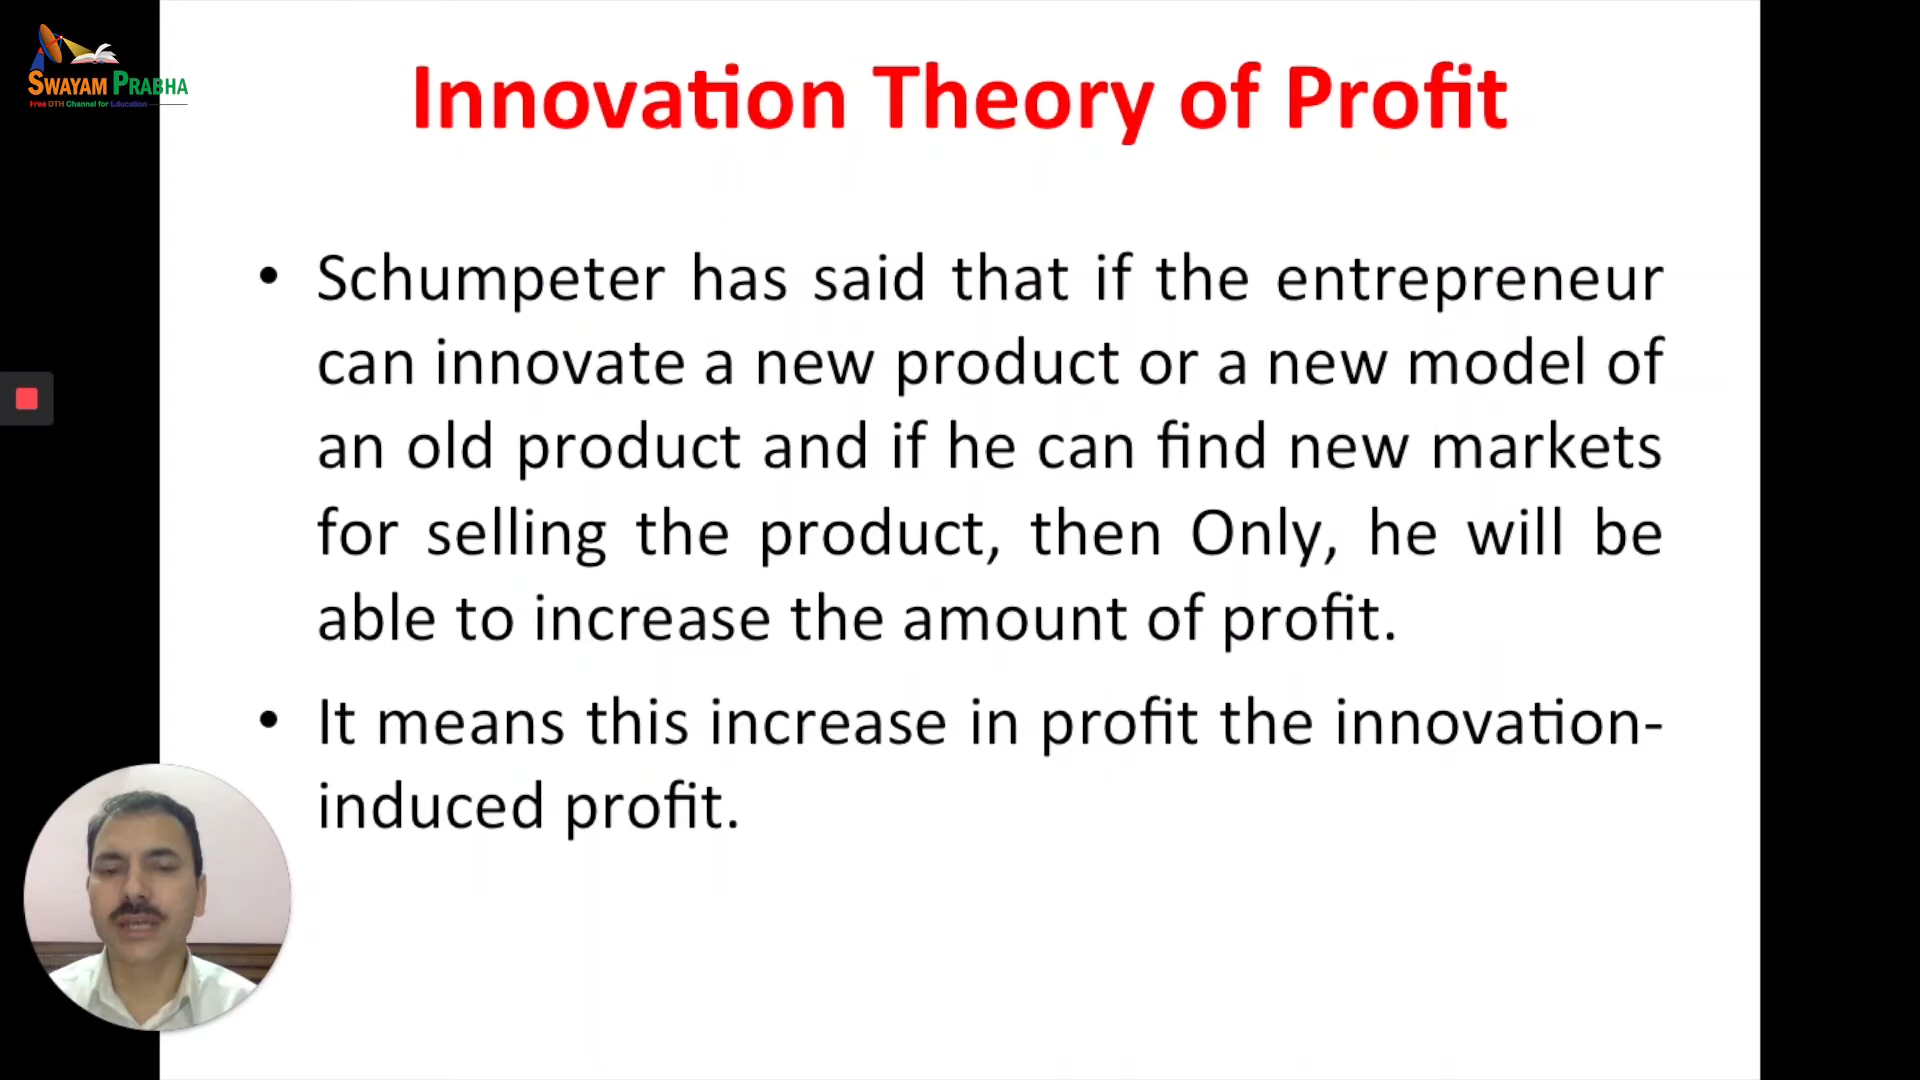 SWAYAM PRABHA
Free DTH Channel for Education
Innovation Theory of Profit
• Schumpeter has said that if the entrepreneur
can innovate a new product or a new model of
an old product and if he can find new markets
for selling the product, then Only, he will be
able to increase the amount of profit.
• It means this increase in profit the innovation-
induced profit.